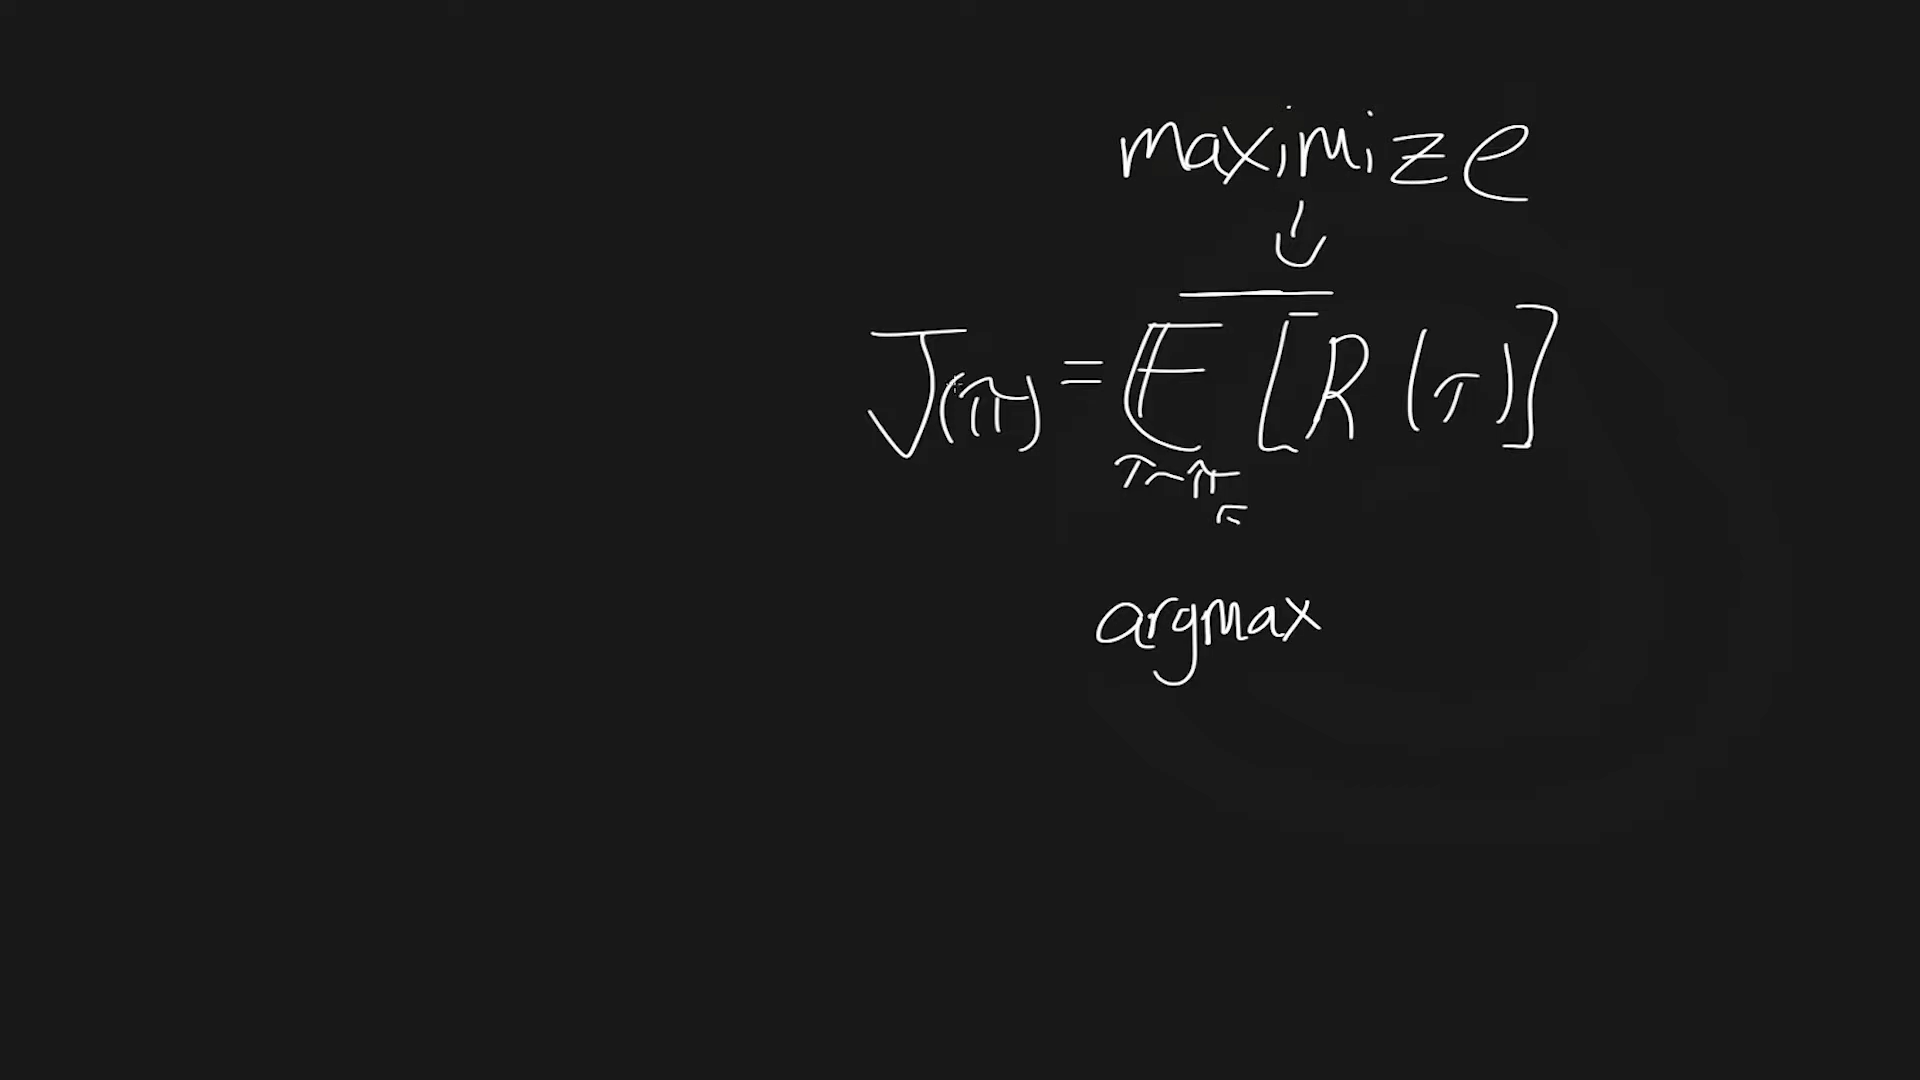 maximize
↓
J(π) = 𝔼 [R(τ)]
τ~π
argmax